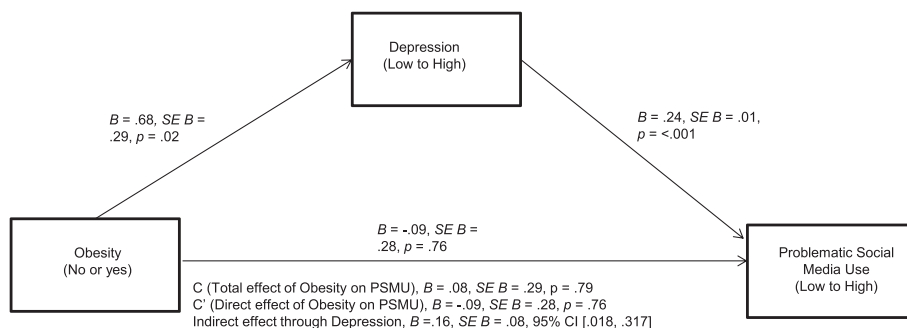 Depression
(Low to High)
B = .68, SE B =
.29, p = .02
B = .24, SE B = .01,
p = <.001
Obesity
(No or yes)
B = -.09, SE B =
.28, p = .76
Problematic Social
Media Use
(Low to High)
C (Total effect of Obesity on PSMU), B = .08, SE B = .29, p = .79
C' (Direct effect of Obesity on PSMU), B = -.09, SE B = .28, p = .76
Indirect effect through Depression, B =.16, SE B = .08, 95% CI [.018, .317]